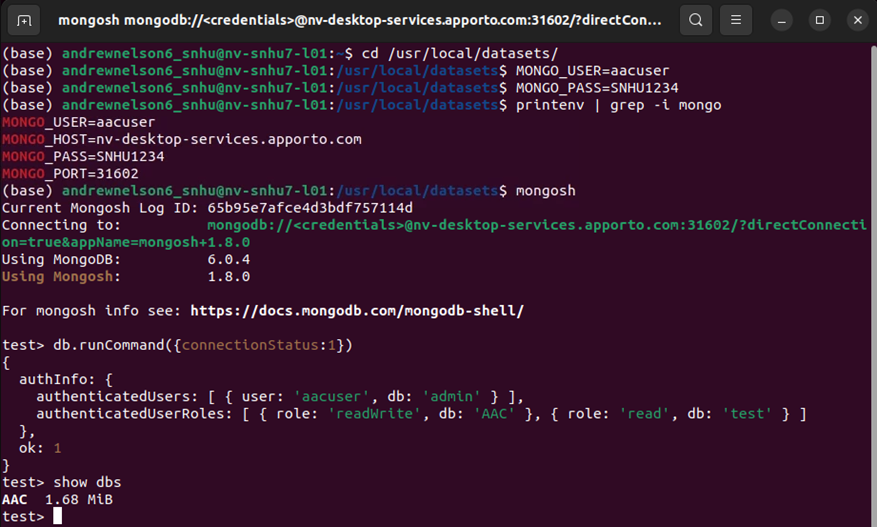 mongosh mongodb://<credentials>@nv-desktop-services.apporto.com:31602/?directCon...
(base) andrewnelson6_snhu@nv-snhu7-l01:~$ cd /usr/local/datasets/
(base) andrewnelson6_snhu@nv-snhu7-l01:/usr/local/datasets$ MONGO_USER=aacuser
(base) andrewnelson6_snhu@nv-snhu7-l01:/usr/local/datasets$ MONGO_PASS=SNHU1234
(base) andrewnelson6_snhu@nv-snhu7-l01:/usr/local/datasets$ printenv | grep -i mongo
MONGO_USER=aacuser
MONGO_HOST=nv-desktop-services.apporto.com
MONGO_PASS=SNHU1234
MONGO_PORT=31602
(base) andrewnelson6_snhu@nv-snhu7-l01:/usr/local/datasets$ mongosh
Current Mongosh Log ID: 65b95e7afce4d3bdf757114d
Connecting to:          mongodb://<credentials>@nv-desktop-services.apporto.com:31602/?directConnecti
on=true&appName=mongosh+1.8.0
Using MongoDB:          6.0.4
Using Mongosh:          1.8.0

For mongosh info see: https://docs.mongodb.com/mongodb-shell/

test> db.runCommand({connectionStatus:1})
{
  authInfo: {
    authenticatedUsers: [ { user: 'aacuser', db: 'admin' } ],
    authenticatedUserRoles: [ { role: 'readWrite', db: 'AAC' }, { role: 'read', db: 'test' } ]
  },
  ok: 1
}
test> show dbs
AAC  1.68 MiB
test>